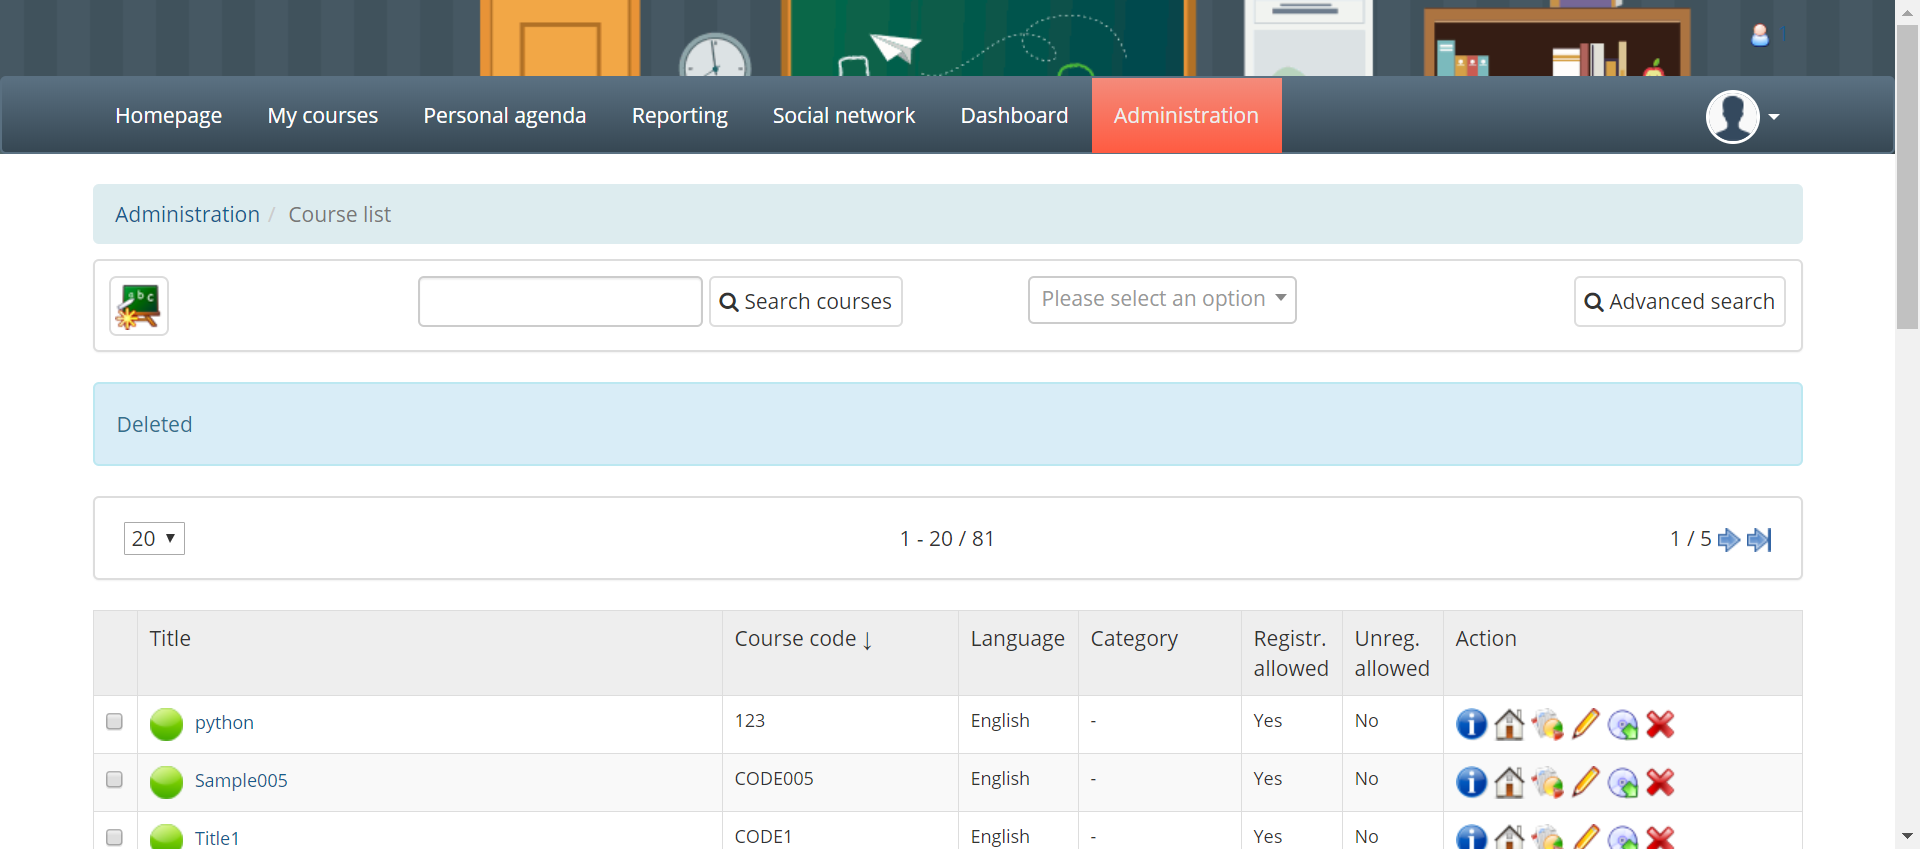 1
Homepage My courses Personal agenda Reporting Social network Dashboard Administration
Administration / Course list
Search courses Please select an option Advanced search
Deleted
20 1 - 20 / 81 1 / 5
Title Course code ↓ Language Category Registr. allowed Unreg. allowed Action
python 123 English - Yes No
Sample005 CODE005 English - Yes No
Title1 CODE1 English - Yes No